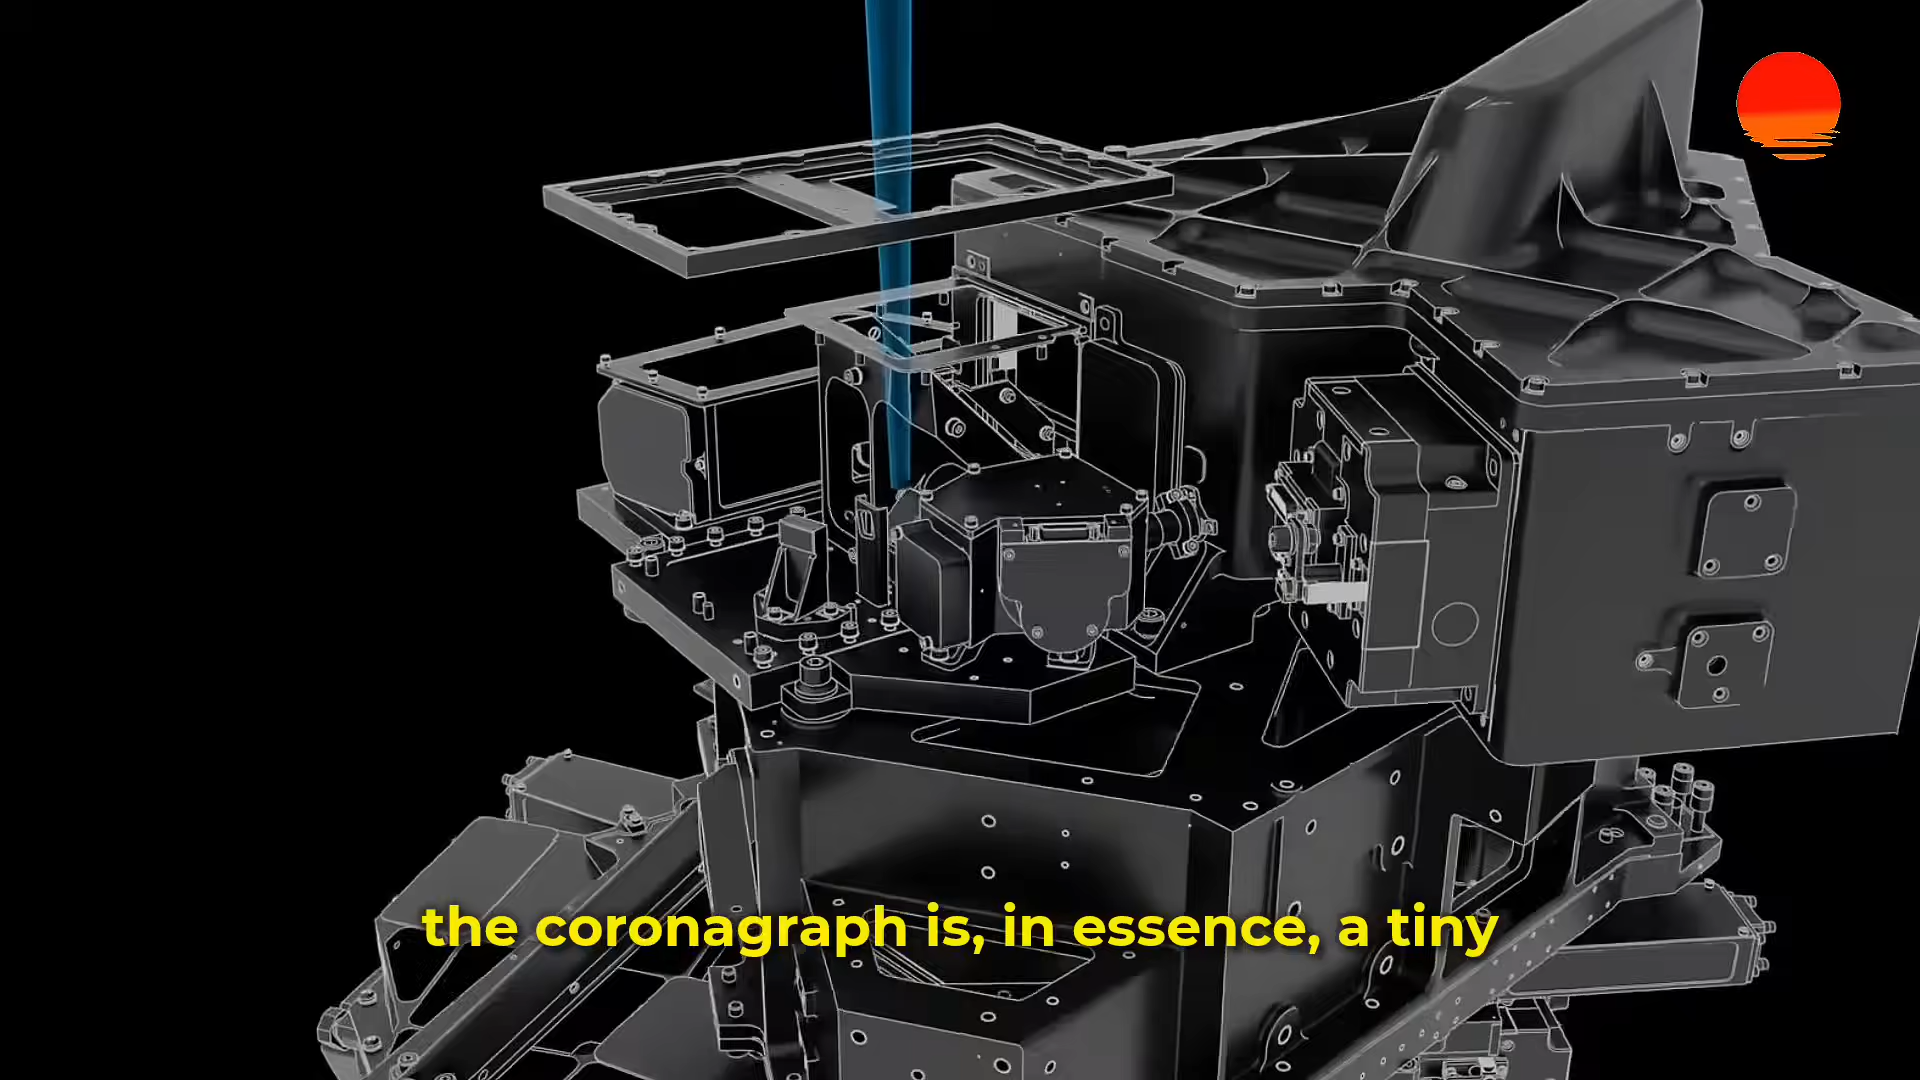 the coronagraph is, in essence, a tiny